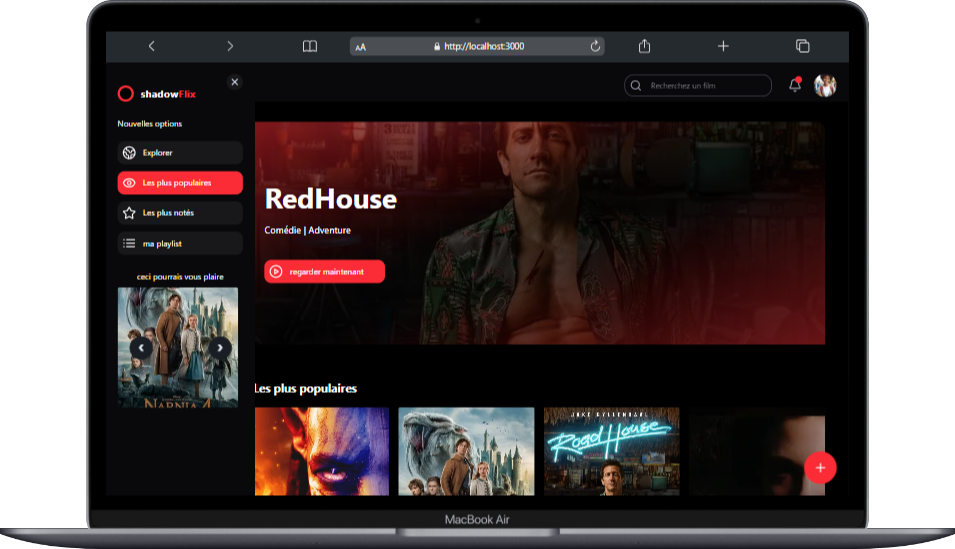 AA
http://localhost:3000
shadowFlix
Recherchez un film
Nouvelles options
Explorer
Les plus populaires
Les plus notés
ma playlist
ceci pourrais vous plaire
NARNIA 4
RedHouse
Comédie | Adventure
regarder maintenant
Les plus populaires
JAKE GYLLENHAAL
Road House
MacBook Air